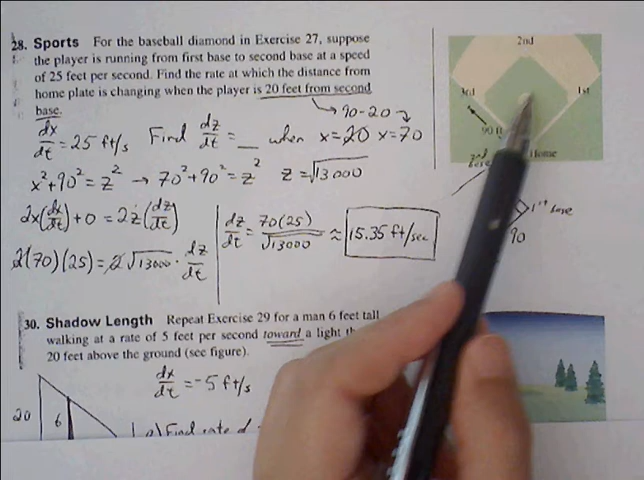 28. Sports For the baseball diamond in Exercise 27, suppose
the player is running from first base to second base at a speed
of 25 feet per second. Find the rate at which the distance from
home plate is changing when the player is 20 feet from second
base.
90-20
dx/dt = 25 ft/s Find dz/dt = __ when x=20 x=70
x²+90²=z² → 70²+90²=z² z=√13000
2x(dx/dt)+0=2z(dz/dt)
2(70)(25)=2√13000·dz/dt
dz/dt = 70(25)/√13000 ≈ 15.35 ft/sec
2nd
3rd
1st
90 ft
Home
2nd
base
1st base
90
30. Shadow Length Repeat Exercise 29 for a man 6 feet tall
walking at a rate of 5 feet per second toward a light
20 feet above the ground (see figure).
dx/dt = -5 ft/s
20
6
a) Find rate of